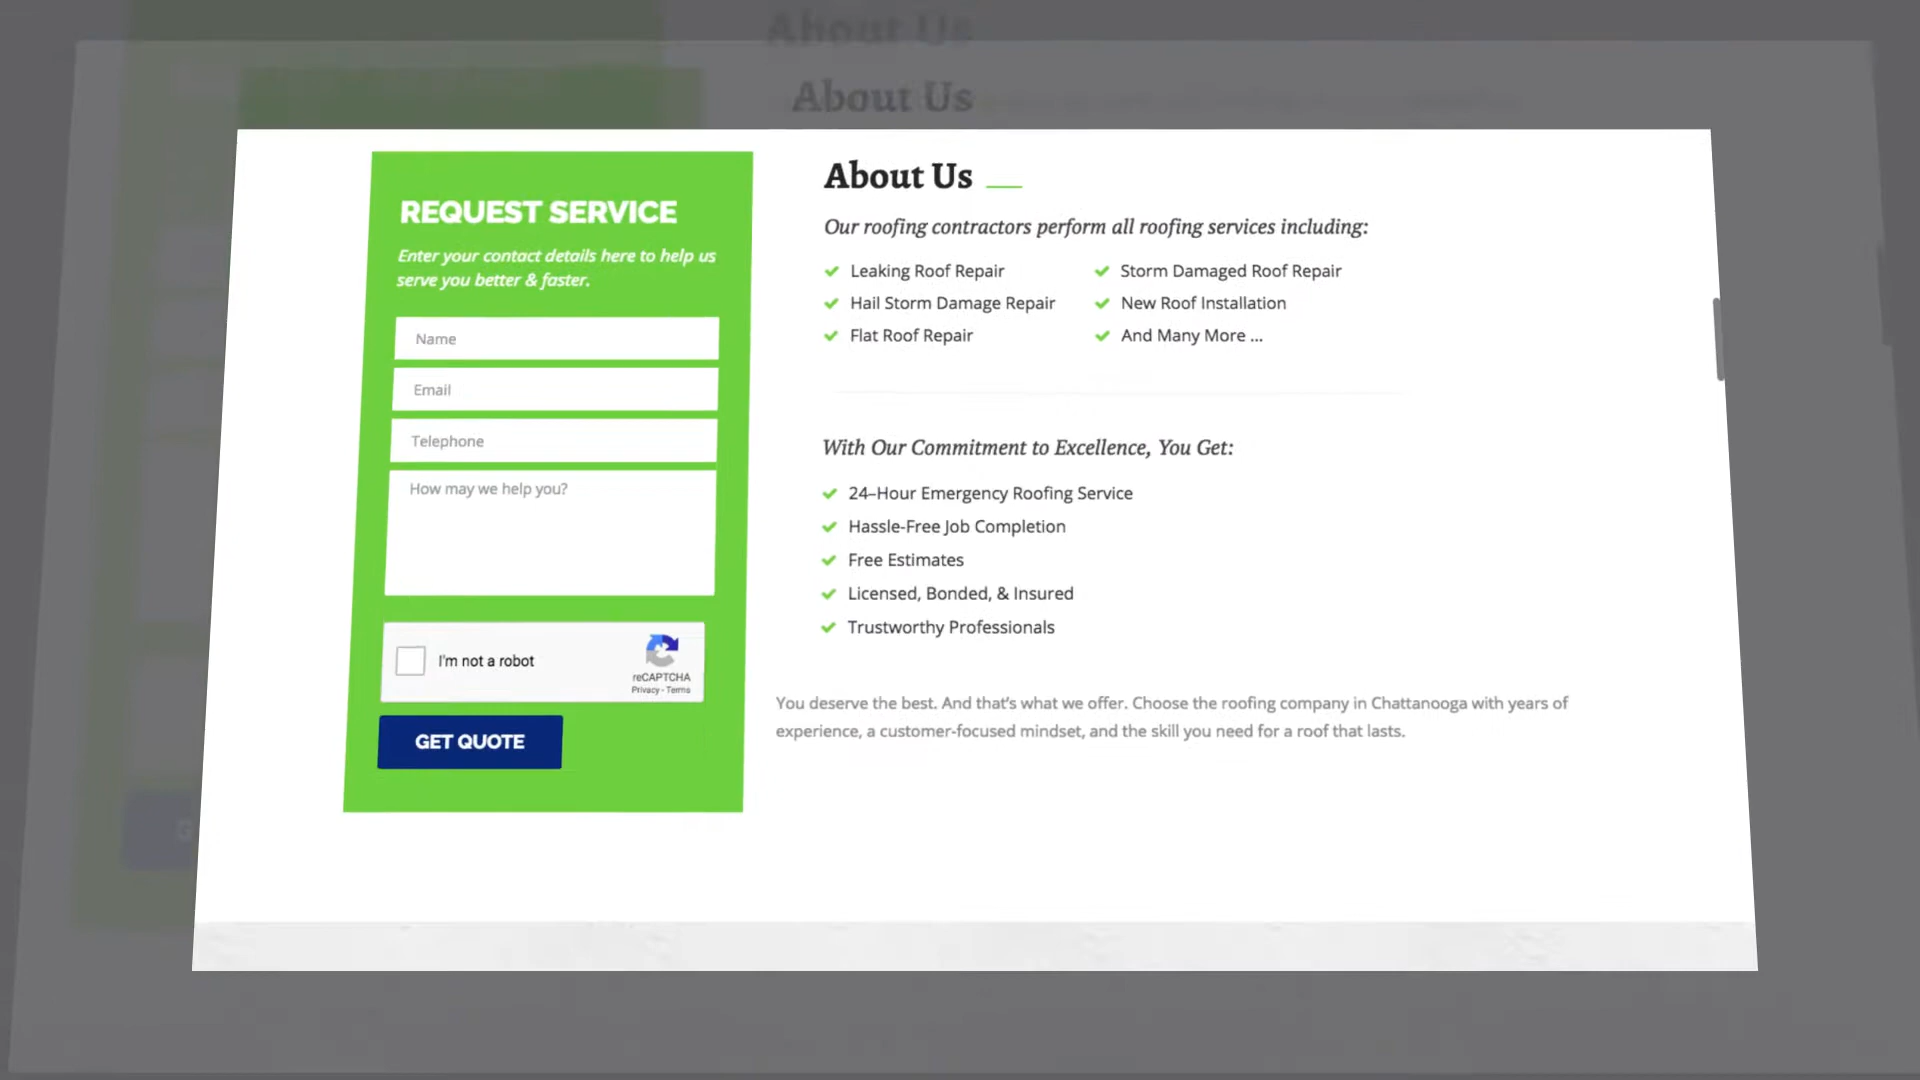 About Us
About Us
REQUEST SERVICE
Enter your contact details here to help us
serve you better & faster.
Name
Email
Telephone
How may we help you?
I'm not a robot
reCAPTCHA
Privacy - Terms
GET QUOTE
About Us
Our roofing contractors perform all roofing services including:
Leaking Roof Repair
Storm Damaged Roof Repair
Hail Storm Damage Repair
New Roof Installation
Flat Roof Repair
And Many More ...
With Our Commitment to Excellence, You Get:
24–Hour Emergency Roofing Service
Hassle-Free Job Completion
Free Estimates
Licensed, Bonded, & Insured
Trustworthy Professionals
You deserve the best. And that's what we offer. Choose the roofing company in Chattanooga with years of
experience, a customer-focused mindset, and the skill you need for a roof that lasts.